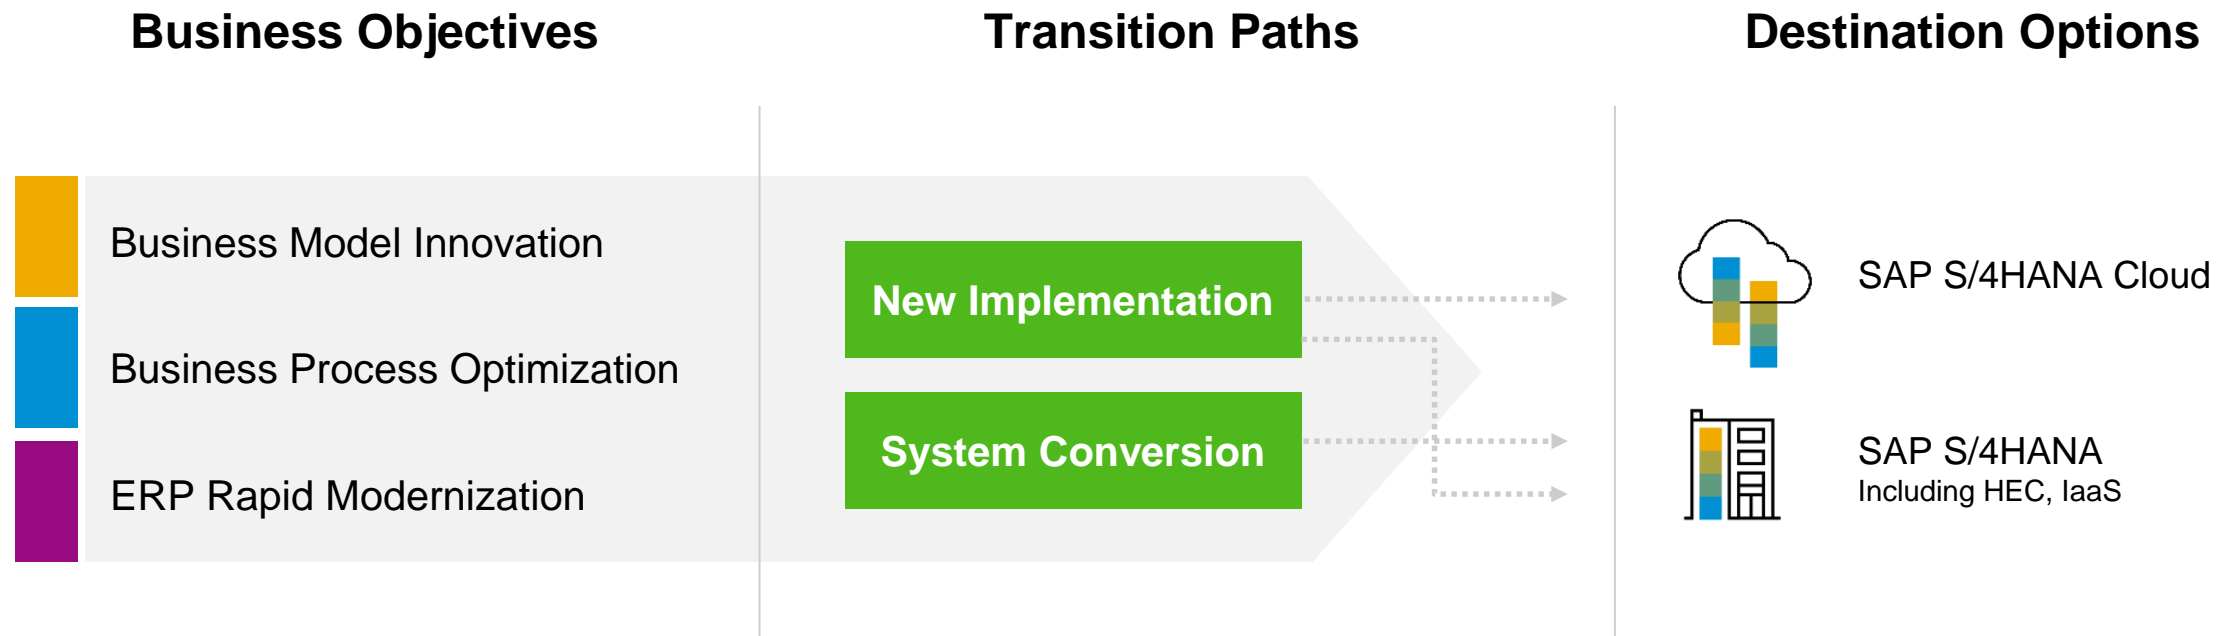 Business Objectives
Transition Paths
Destination Options
Business Model Innovation
Business Process Optimization
ERP Rapid Modernization
New Implementation
System Conversion
SAP S/4HANA Cloud
SAP S/4HANA
Including HEC, IaaS